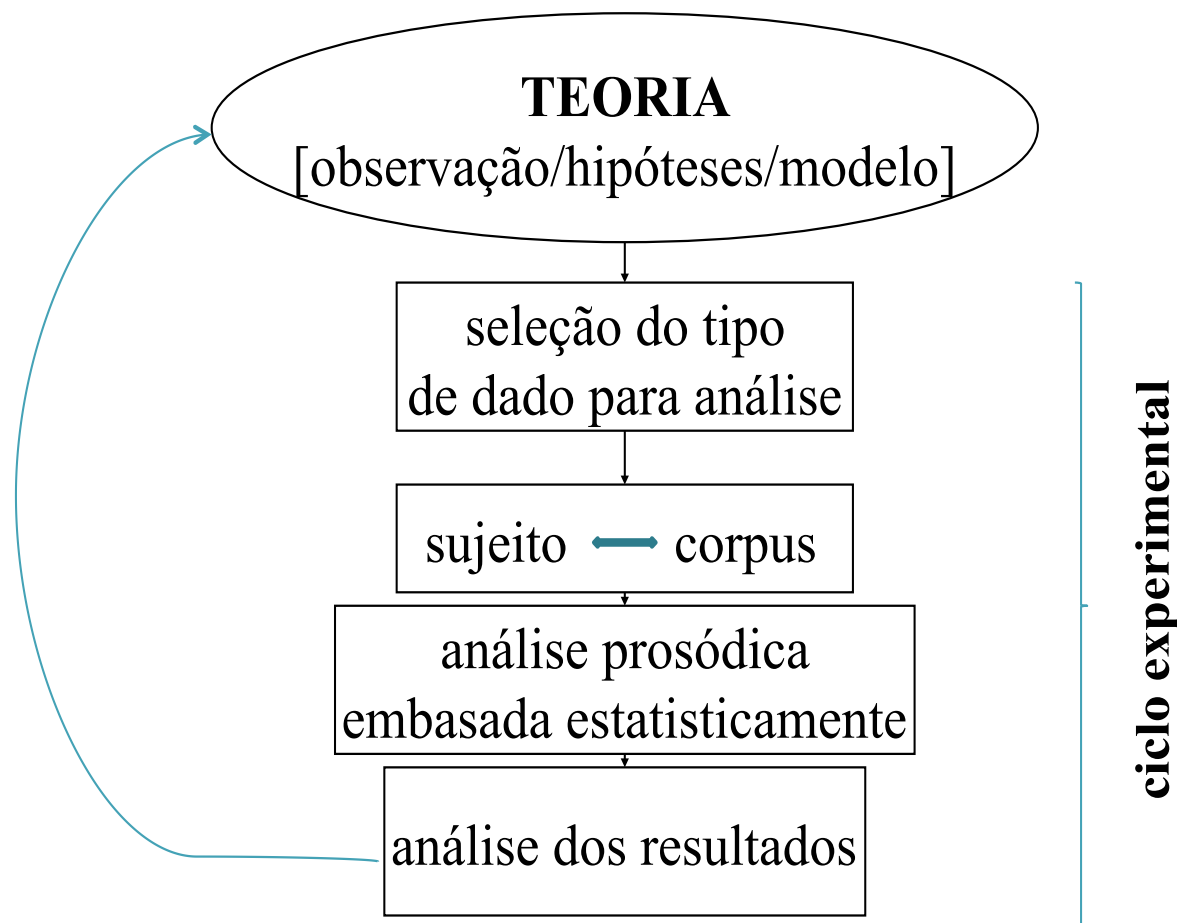 TEORIA
[observação/hipóteses/modelo]
seleção do tipo
de dado para análise
sujeito corpus
análise prosódica
embasada estatisticamente
análise dos resultados
ciclo experimental